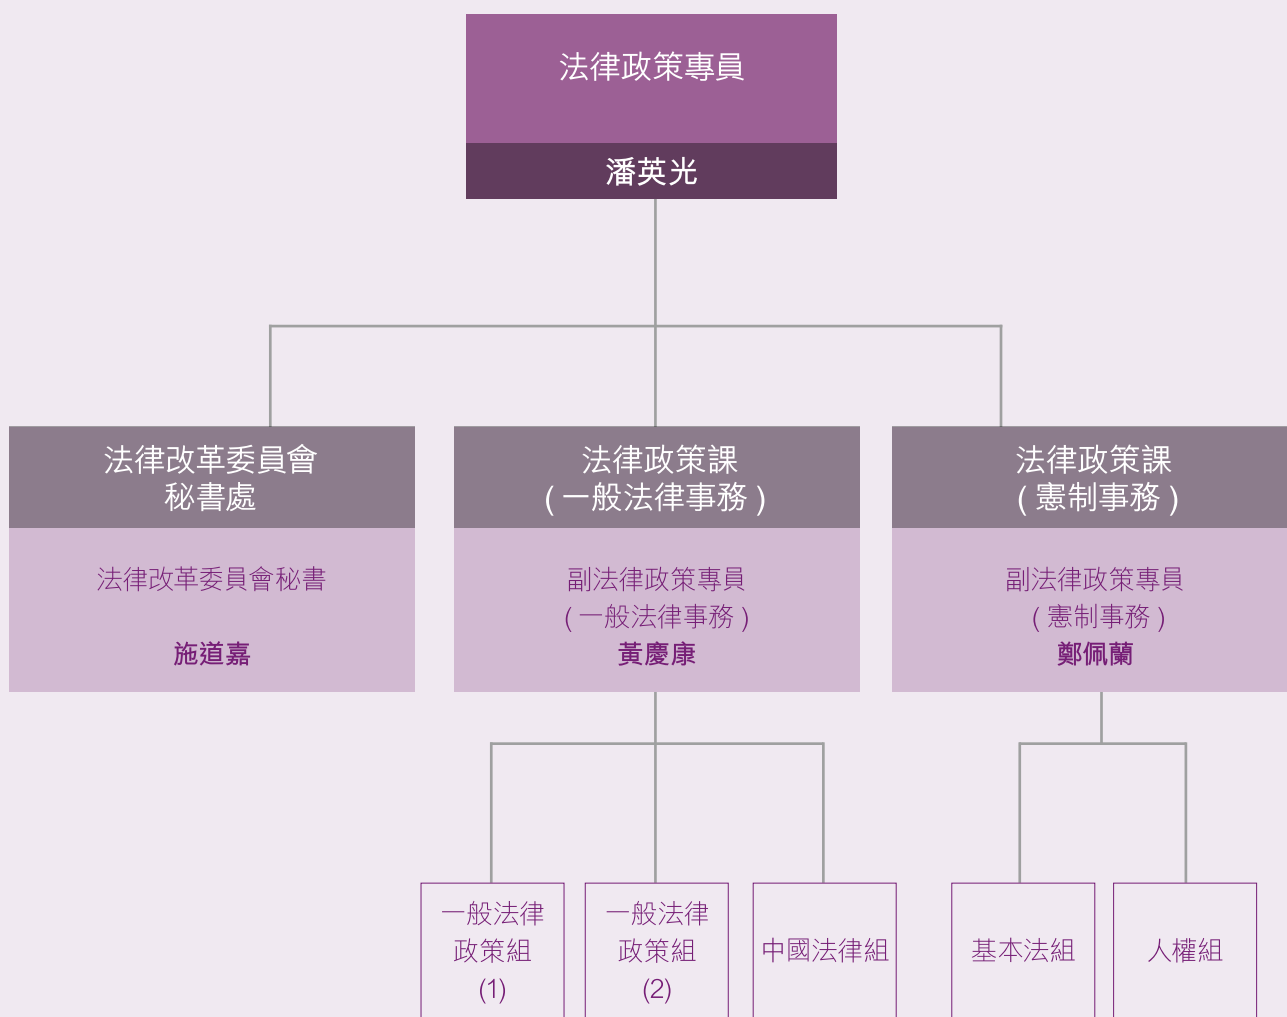 法律政策專員
潘英光
法律改革委員會
秘書處
法律改革委員會秘書
施道嘉
法律政策課
(一般法律事務)
副法律政策專員
(一般法律事務)
黃慶康
法律政策課
(憲制事務)
副法律政策專員
(憲制事務)
鄭佩蘭
一般法律
政策組
(1)
一般法律
政策組
(2)
中國法律組
基本法組
人權組